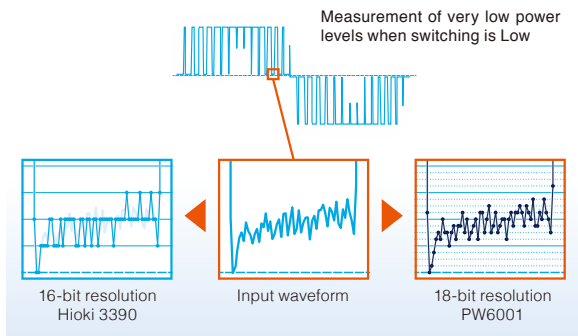 Measurement of very low power
levels when switching is Low
16-bit resolution
Hioki 3390
Input waveform
18-bit resolution
PW6001